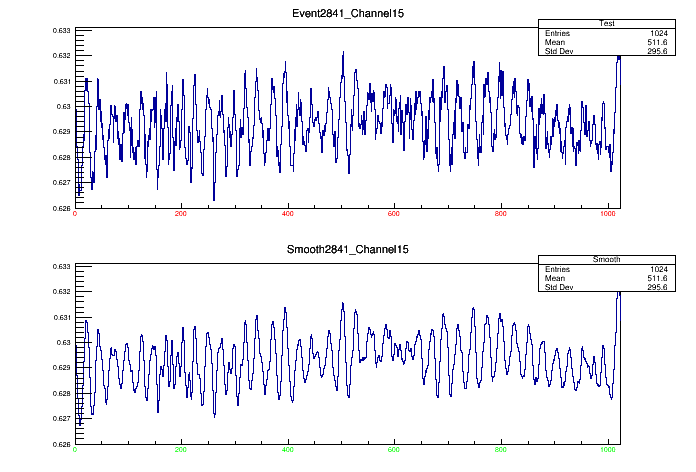 Event2841_Channel15
Test
Entries 1024
Mean 511.6
Std Dev 295.6
0.633
0.632
0.631
0.63
0.629
0.628
0.627
0.626
0 200 400 600 800 1000
Smooth2841_Channel15
Smooth
Entries 1024
Mean 511.6
Std Dev 295.6
0.633
0.632
0.631
0.63
0.629
0.628
0.627
0.626
0 200 400 600 800 1000